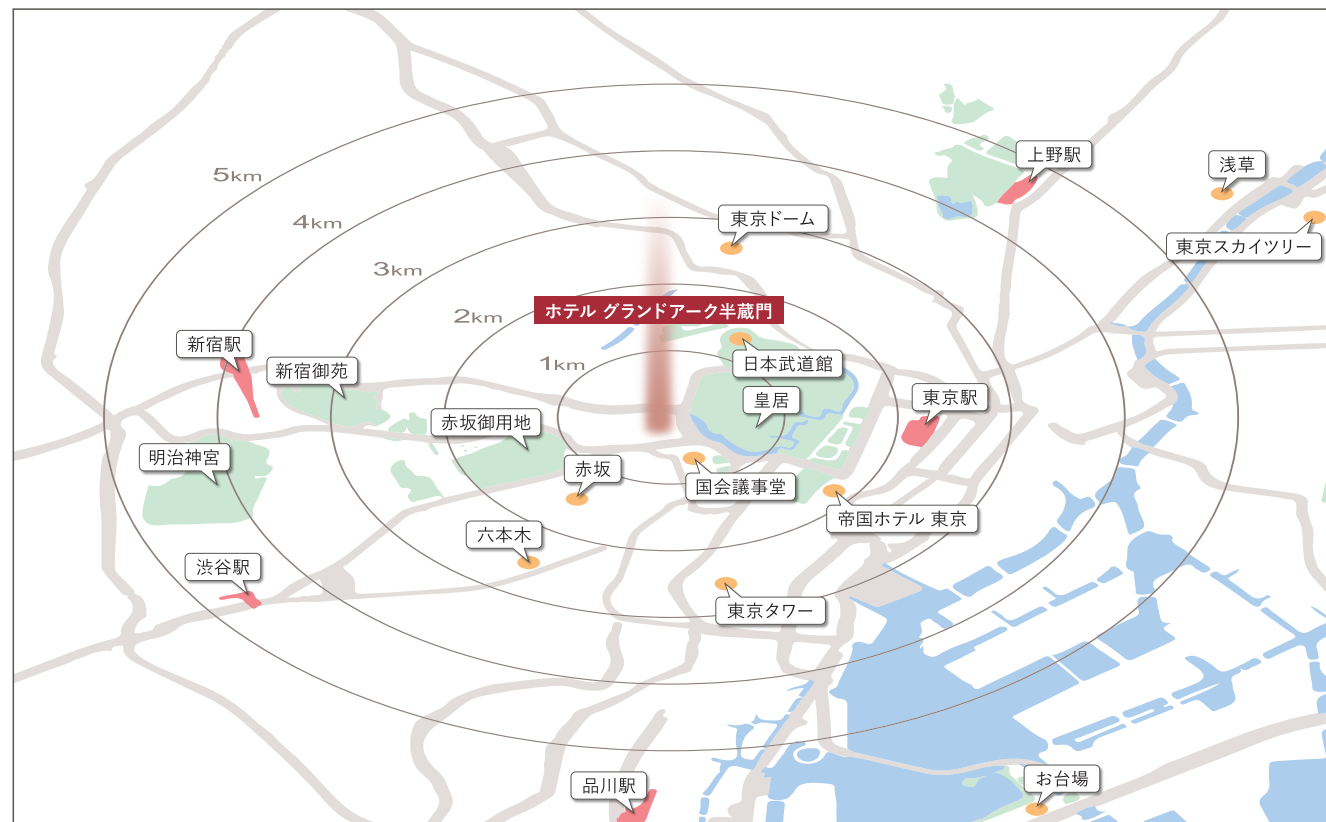 上野駅
浅草
5km
4km
東京ドーム
東京スカイツリー
3km
ホテル グランドアーク半蔵門
2km
新宿駅
1km
日本武道館
新宿御苑
皇居
東京駅
赤坂御用地
明治神宮
赤坂
国会議事堂
帝国ホテル 東京
六本木
渋谷駅
東京タワー
お台場
品川駅